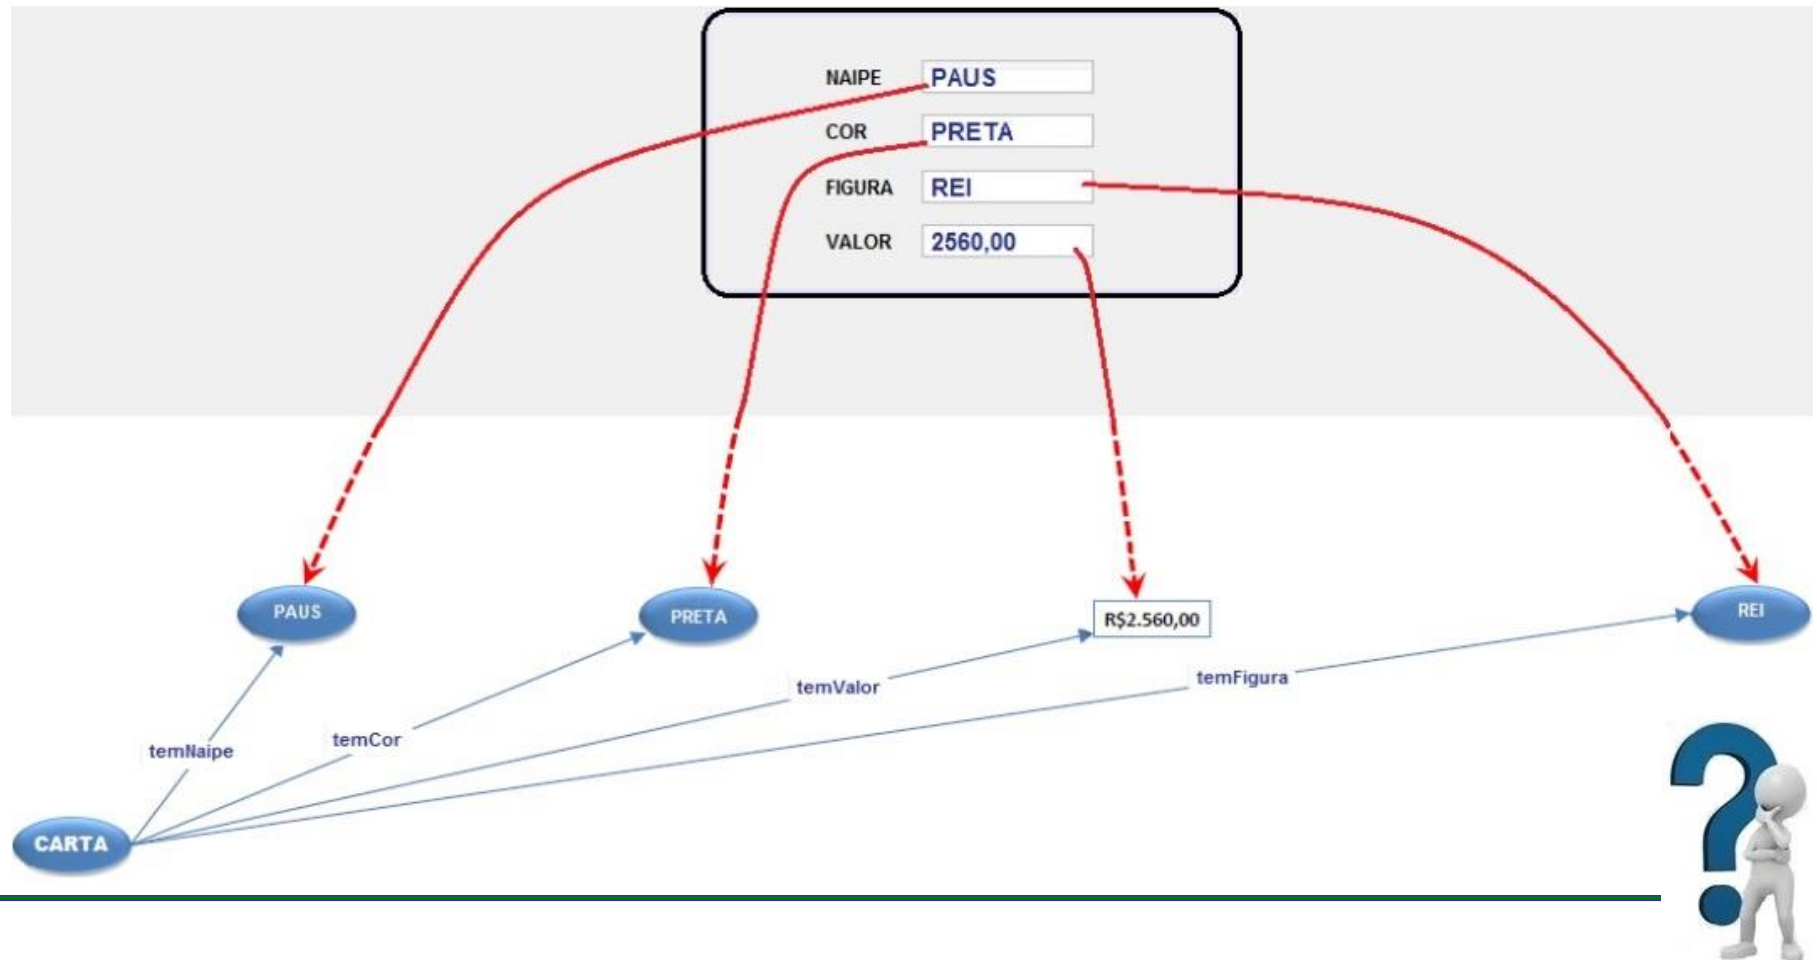 NAIPE PAUS
COR PRETA
FIGURA REI
VALOR 2560,00
PAUS
PRETA
R$2.560,00
REI
temFigura
temValor
temCor
temNaipe
CARTA
?